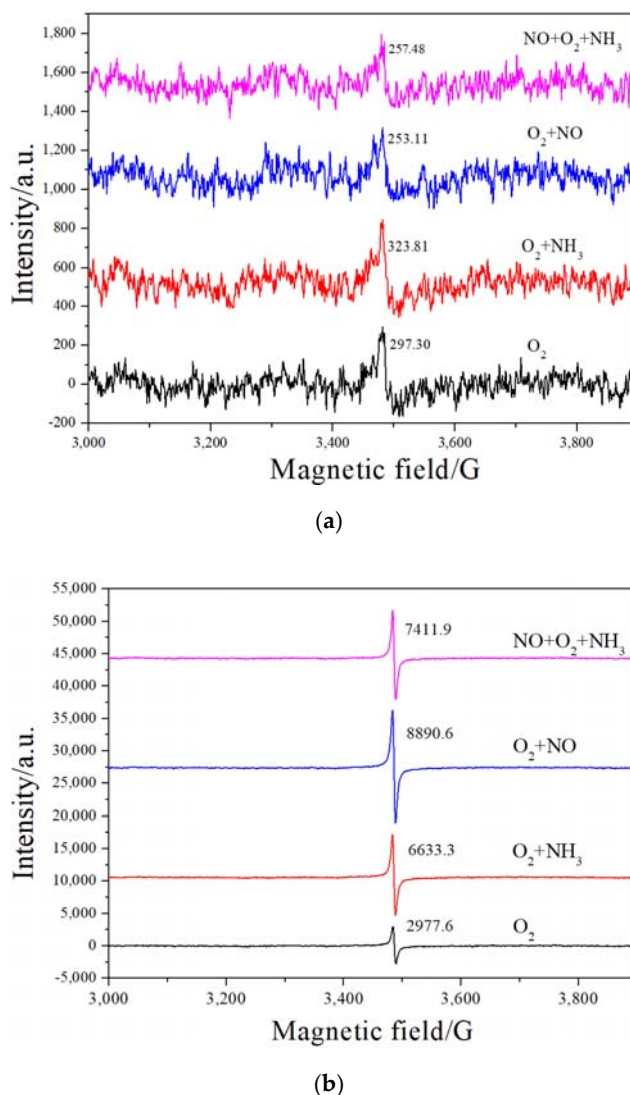 1,800
1,600
1,400
1,200
1,000
800
600
400
200
0
-200
Intensity/a.u.
NO+O₂+NH₃
257.48
O₂+NO
253.11
O₂+NH₃
323.81
O₂
297.30
3,000 3,200 3,400 3,600 3,800
Magnetic field/G
(a)
55,000
50,000
45,000
40,000
35,000
30,000
25,000
20,000
15,000
10,000
5,000
0
-5,000
Intensity/a.u.
7411.9
NO+O₂+NH₃
8890.6
O₂+NO
6633.3
O₂+NH₃
2977.6
O₂
3,000 3,200 3,400 3,600 3,800
Magnetic field/G
(b)